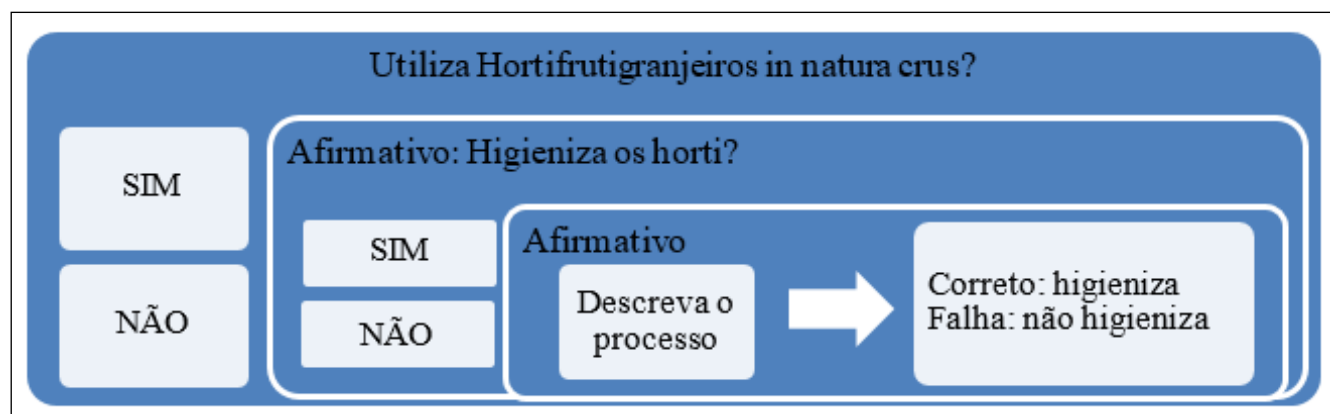 Utiliza Hortifrutigranjeiros in natura crus?
SIM
NÃO
Afirmativo: Higieniza os horti?
SIM
NÃO
Afirmativo
Descreva o
processo
Correto: higieniza
Falha: não higieniza